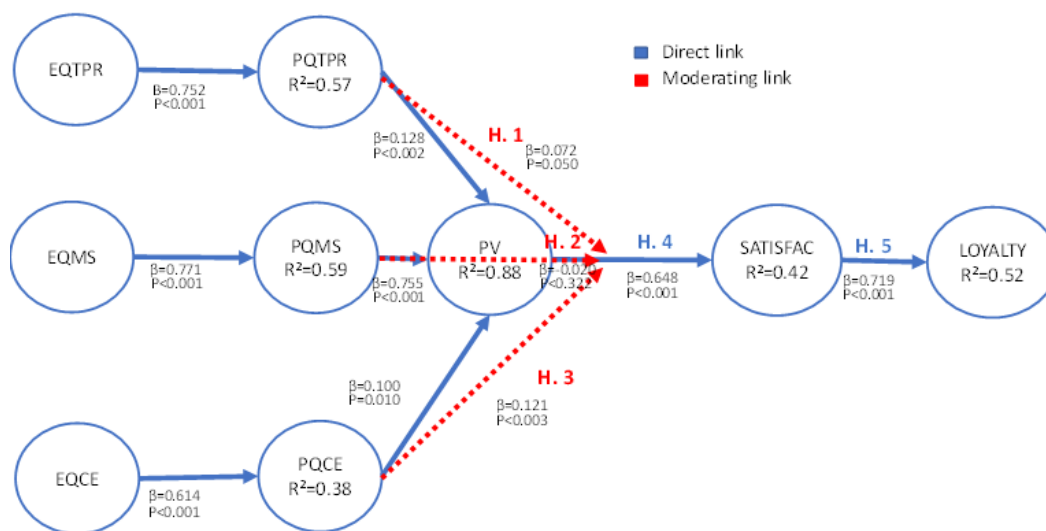 Direct link
Moderating link
EQTPR
Β=0.752
P<0.001
PQTPR
R²=0.57
β=0.128
P<0.002
H. 1
β=0.072
P=0.050
EQMS
β=0.771
P<0.001
PQMS
R²=0.59
β=0.755
P<0.001
PV
R²=0.88
H. 2
β=-0.020
P<0.322
H. 4
β=0.648
P<0.001
SATISFAC
R²=0.42
H. 5
β=0.719
P<0.001
LOYALTY
R²=0.52
β=0.100
P=0.010
H. 3
β=0.121
P<0.003
EQCE
β=0.614
P<0.001
PQCE
R²=0.38